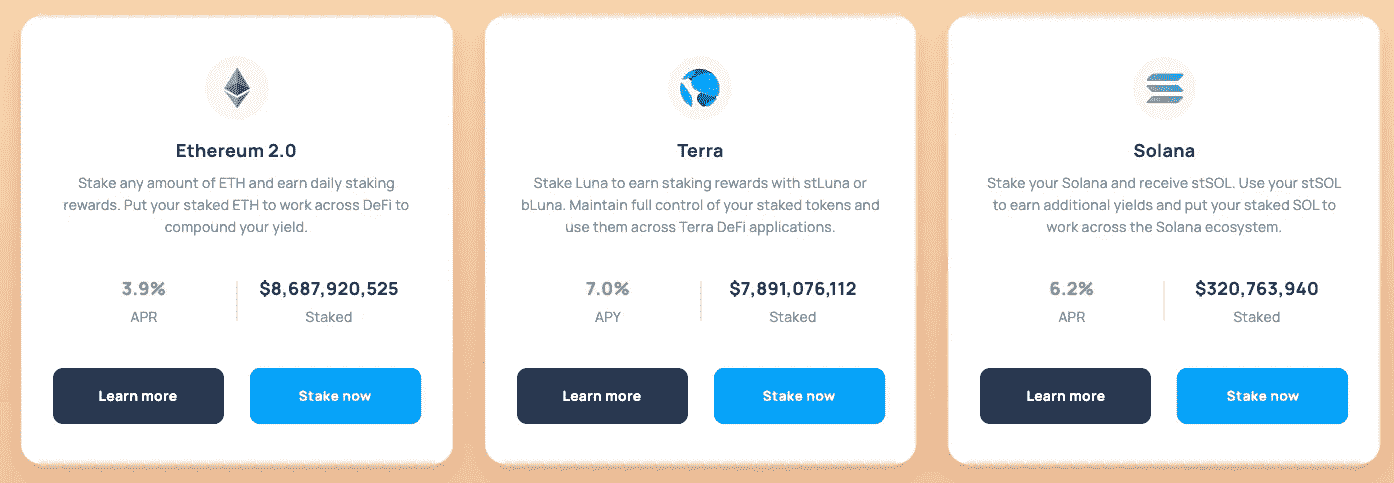 Ethereum 2.0
Stake any amount of ETH and earn daily staking
rewards. Put your staked ETH to work across DeFi to
compound your yield.
3.9%
$8,687,920,525
APR
Staked
Learn more
Stake now
Terra
Stake Luna to earn staking rewards with stLuna or
bLuna. Maintain full control of your staked tokens and
use them across Terra DeFi applications.
7.0%
$7,891,076,112
APY
Staked
Learn more
Stake now
Solana
Stake your Solana and receive stSOL. Use your stSOL
to earn additional yields and put your staked SOL to
work across the Solana ecosystem.
6.2%
$320,763,940
APR
Staked
Learn more
Stake now